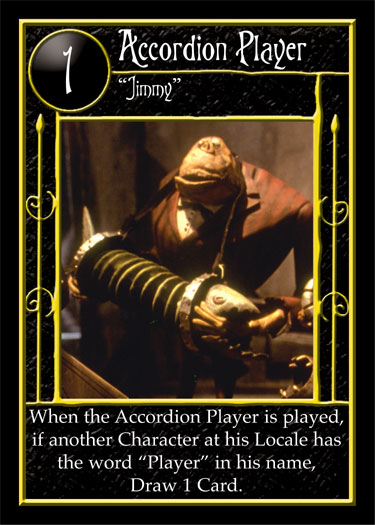 1
Accordion Player
“Jimmy”
When the Accordion Player is played,
if another Character at his Locale has
the word “Player” in his name,
Draw 1 Card.